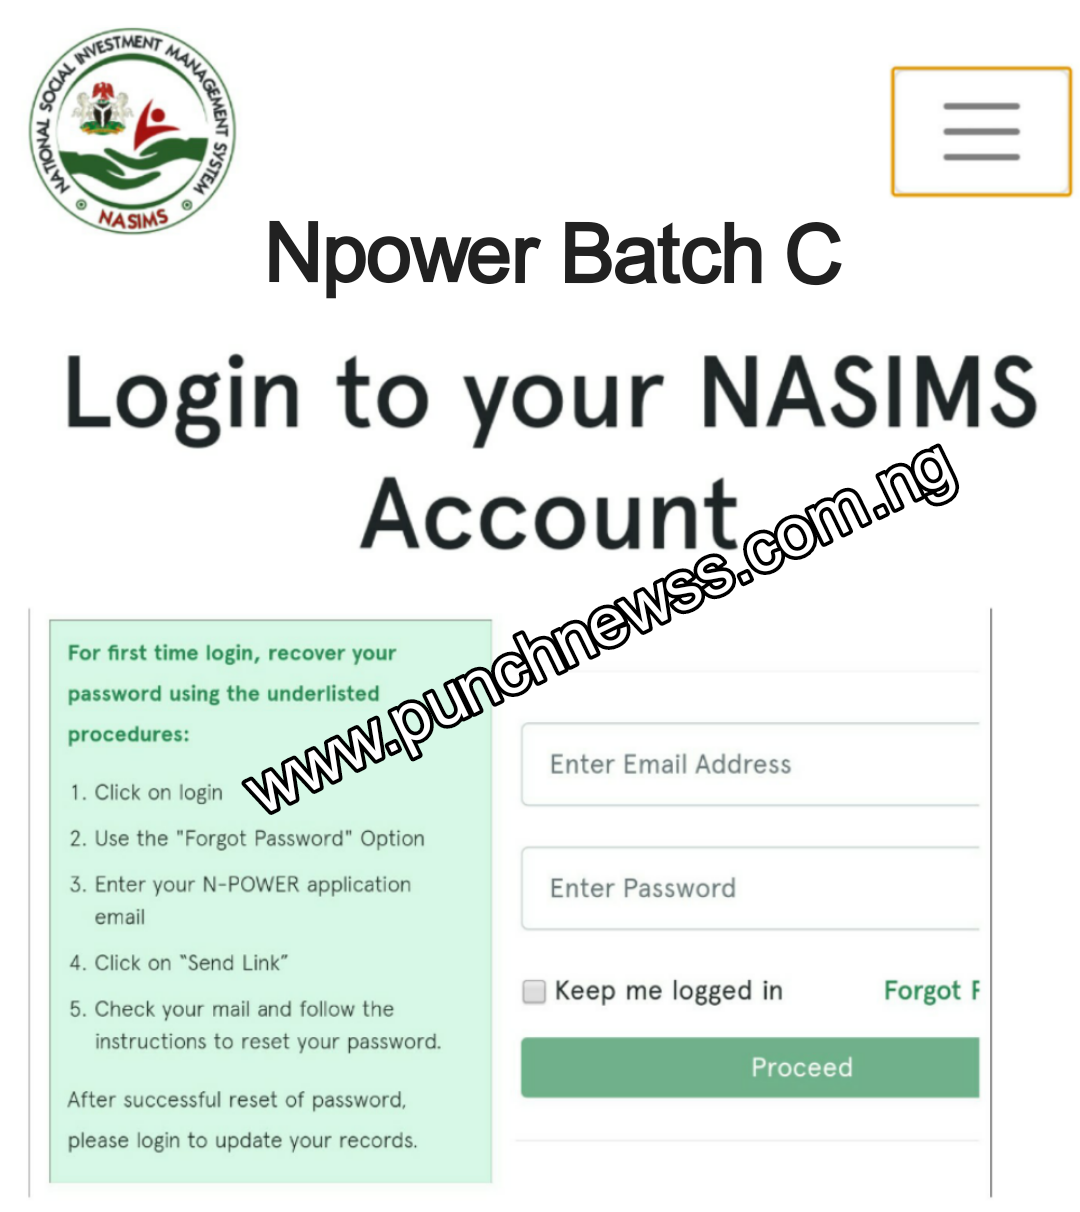 NATIONAL SOCIAL INVESTMENT MANAGEMENT SYSTEM
NASIMS
Npower Batch C
Login to your NASIMS
Account
www.punchnewss.com.ng
For first time login, recover your
password using the underlisted
procedures:
1. Click on login
2. Use the "Forgot Password" Option
3. Enter your N-POWER application
email
4. Click on “Send Link”
5. Check your mail and follow the
instructions to reset your password.
After successful reset of password,
please login to update your records.
Enter Email Address
Enter Password
Keep me logged in
Forgot
Proceed